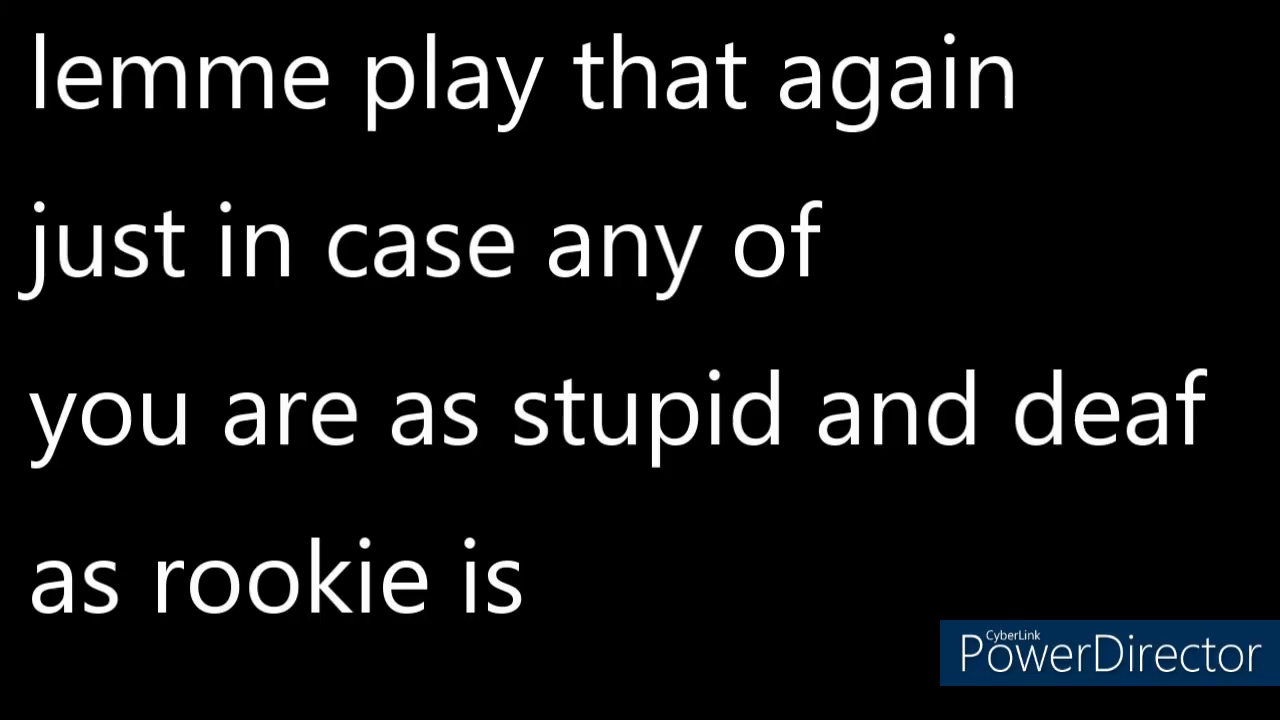 lemme play that again
just in case any of
you are as stupid and deaf
as rookie is
CyberLink
PowerDirector